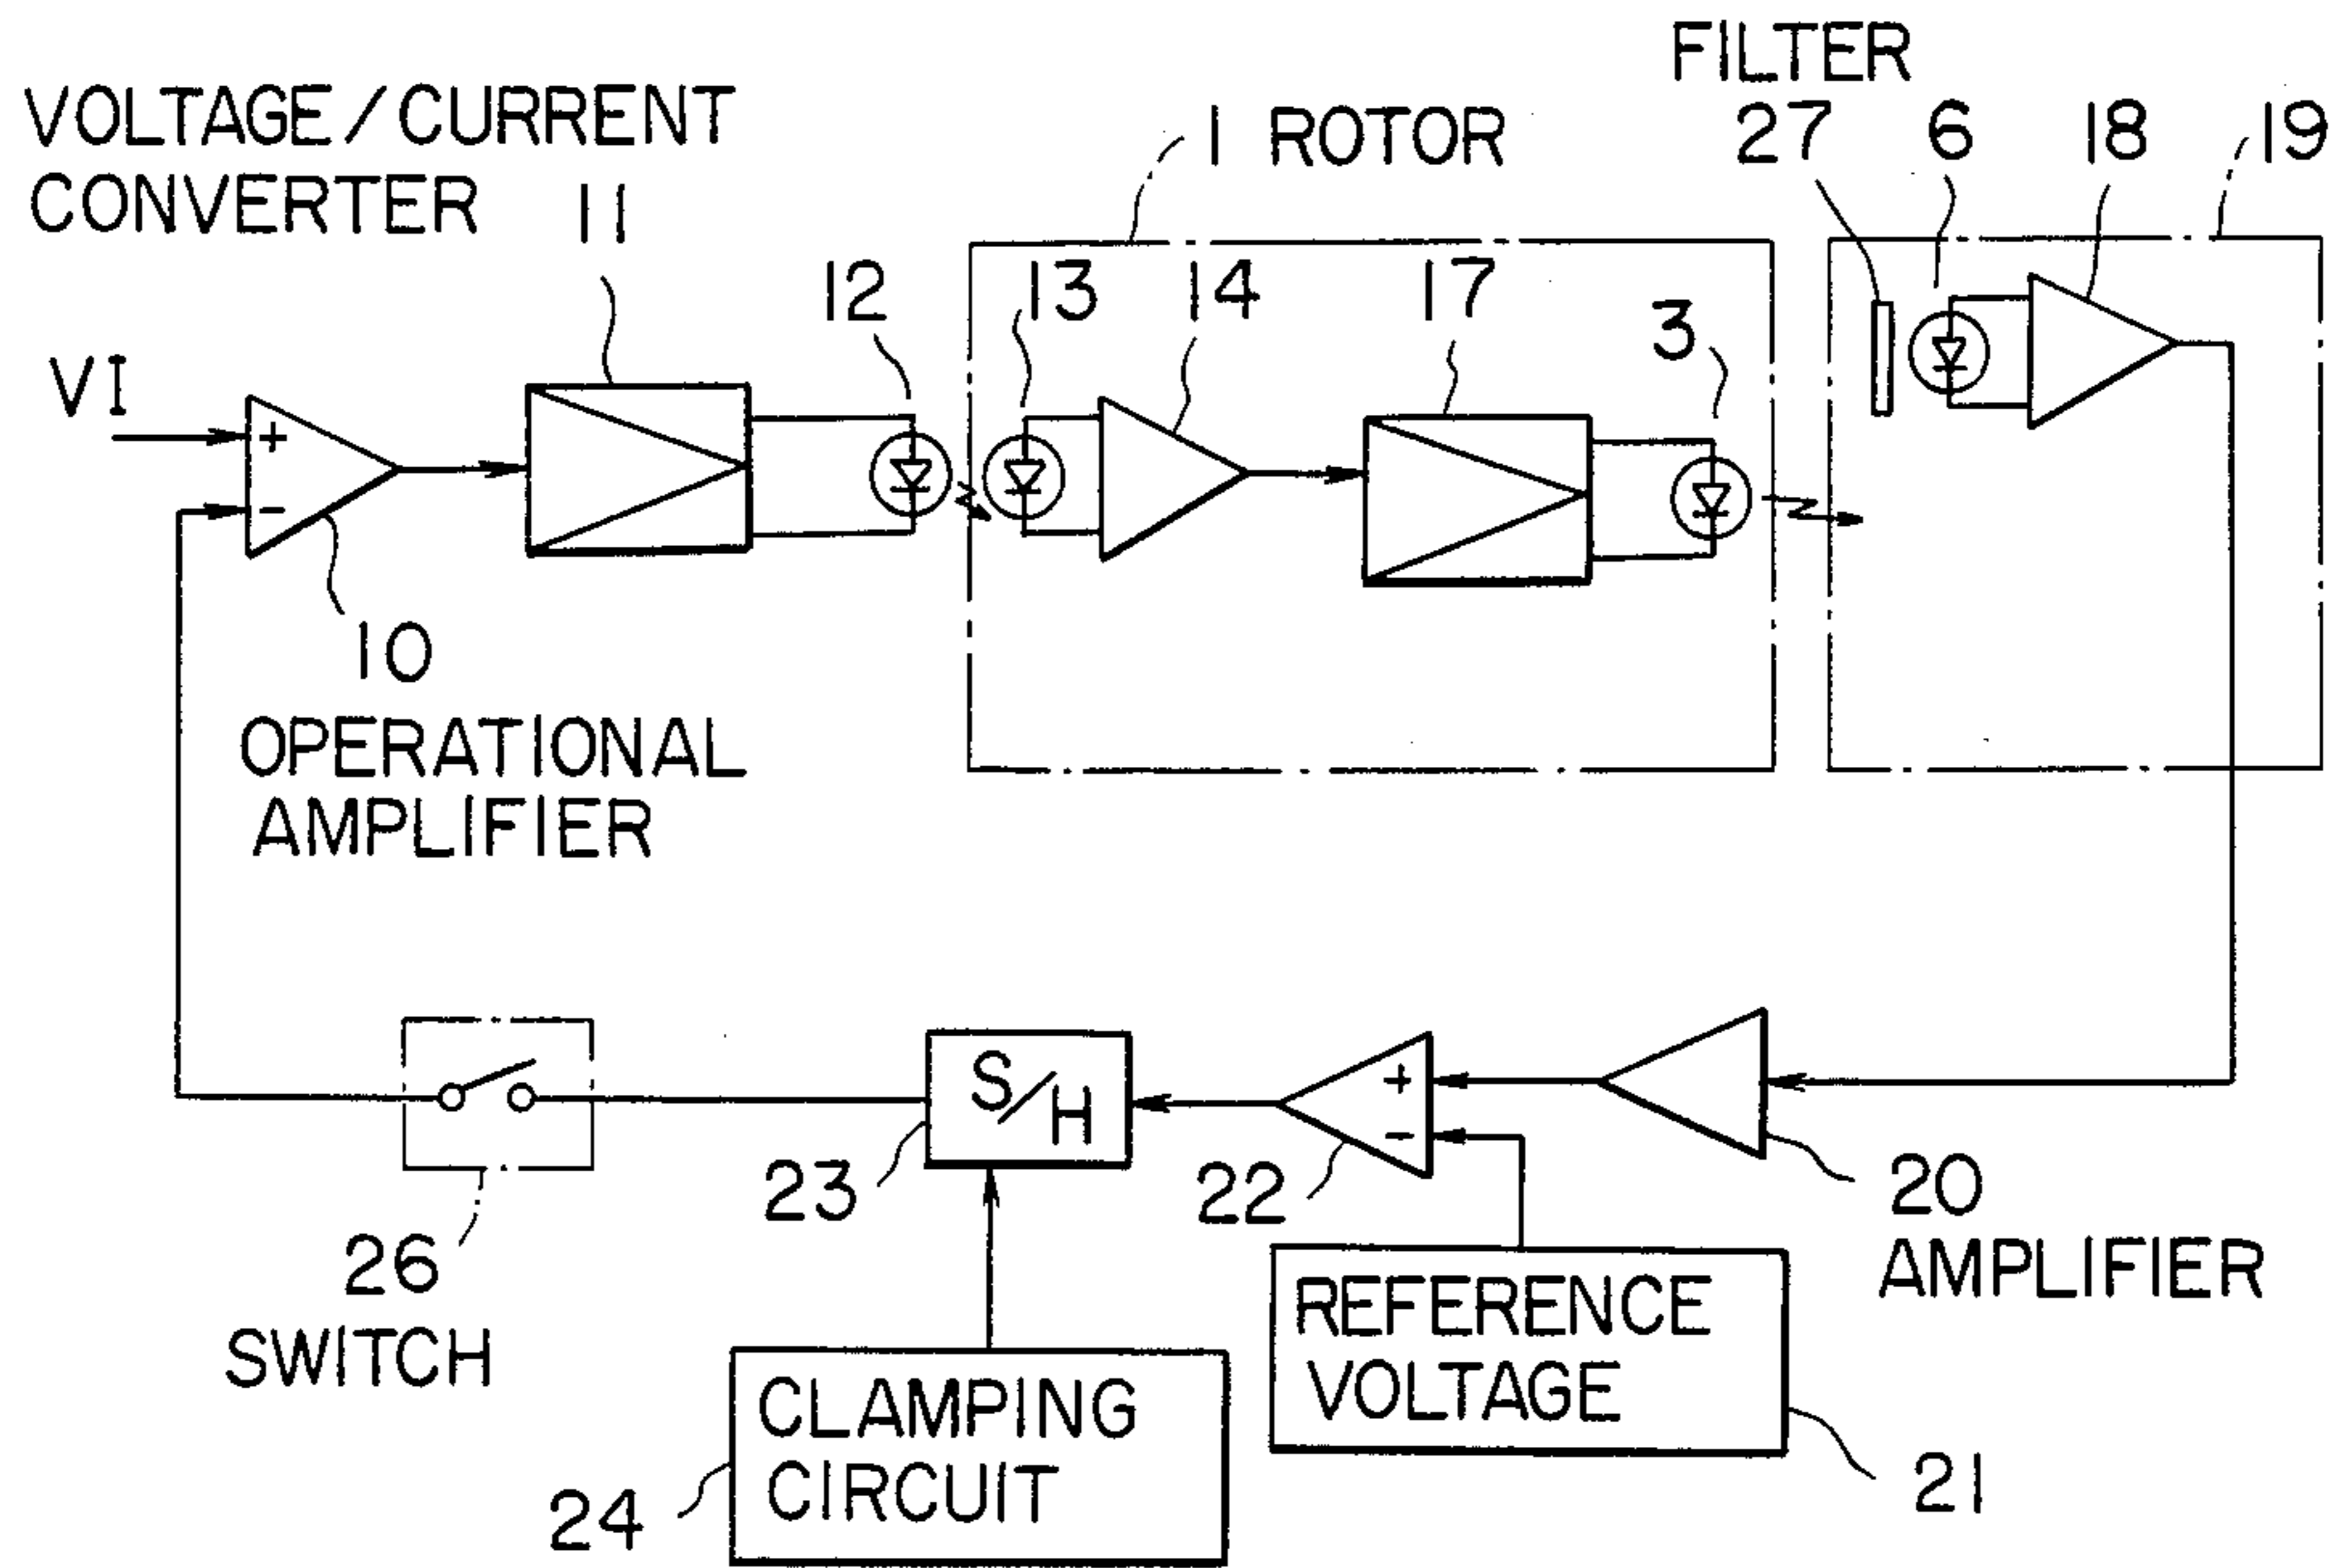 FILTER
27 6 18 19
VOLTAGE/CURRENT
CONVERTER 11
1 ROTOR
12 13 14 17 3
VI
+
-
10
OPERATIONAL
AMPLIFIER
S/H
+
-
23
22
20
AMPLIFIER
26
SWITCH
REFERENCE
VOLTAGE
21
CLAMPING
CIRCUIT
24